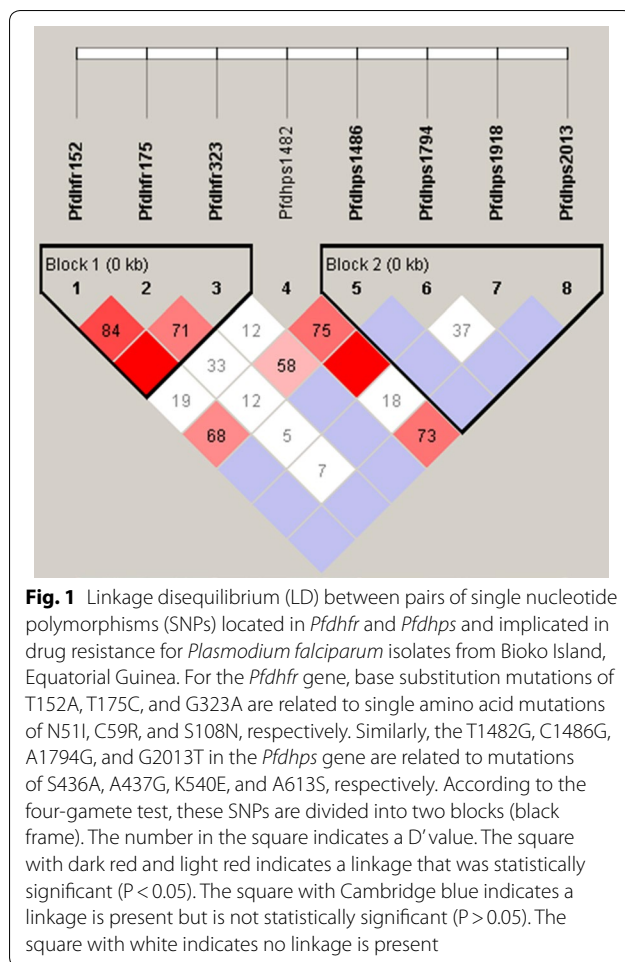 Pfdhfr152
Pfdhfr175
Pfdhfr323
Pfdhps1482
Pfdhps1486
Pfdhps1794
Pfdhps1918
Pfdhps2013
Block 1 (0 kb)
Block 2 (0 kb)
1 2 3 4 5 6 7 8
84 71 12 75 37
33 58
19 12 18
68 5 73
7
Fig. 1 Linkage disequilibrium (LD) between pairs of single nucleotide
polymorphisms (SNPs) located in Pfdhfr and Pfdhps and implicated in
drug resistance for Plasmodium falciparum isolates from Bioko Island,
Equatorial Guinea. For the Pfdhfr gene, base substitution mutations of
T152A, T175C, and G323A are related to single amino acid mutations
of N51I, C59R, and S108N, respectively. Similarly, the T1482G, C1486G,
A1794G, and G2013T in the Pfdhps gene are related to mutations
of S436A, A437G, K540E, and A613S, respectively. According to the
four-gamete test, these SNPs are divided into two blocks (black
frame). The number in the square indicates a D’ value. The square
with dark red and light red indicates a linkage that was statistically
significant (P < 0.05). The square with Cambridge blue indicates a
linkage is present but is not statistically significant (P > 0.05). The
square with white indicates no linkage is present